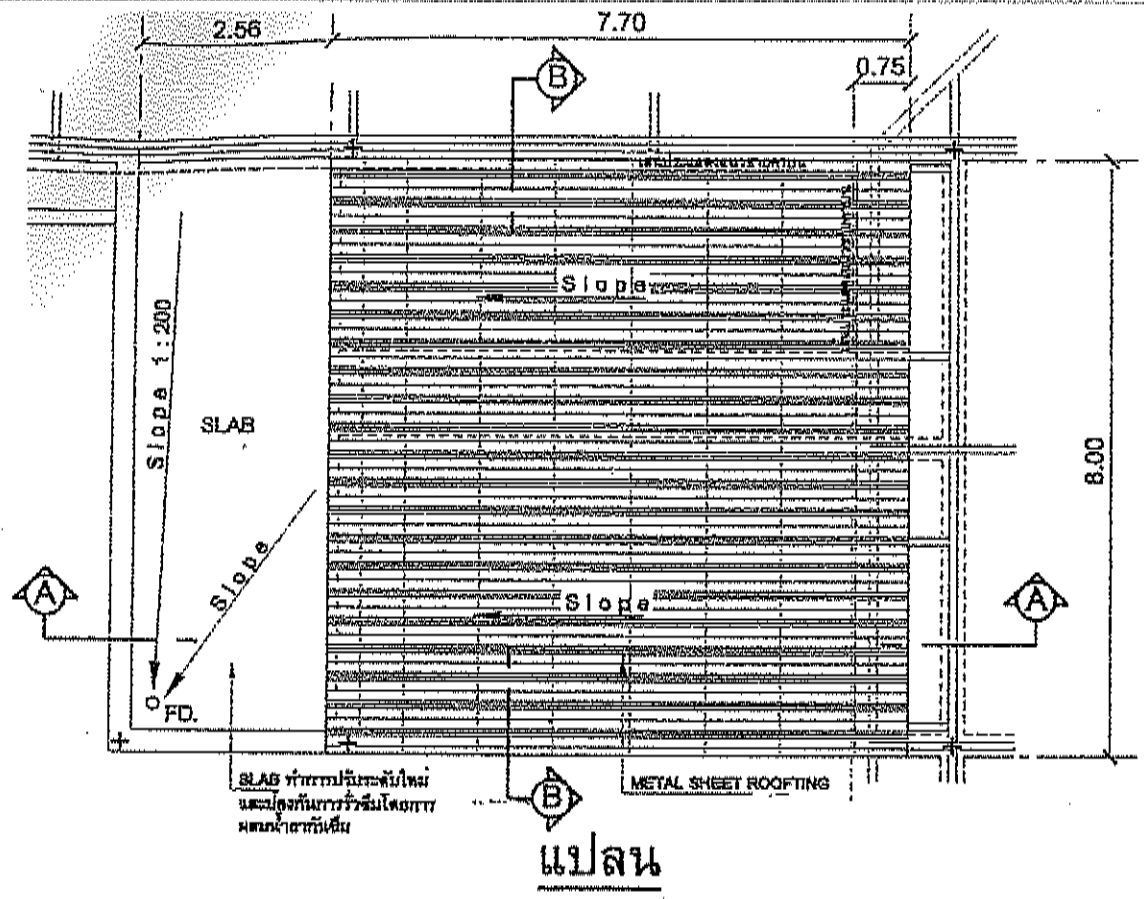 2.56
7.70
0.75
B
Slope
Slope 1:200
SLAB
8.00
Slope
A
Slope
A
FD.
SLAB ทำการปรับระดับใหม่
และป้องกันการรั่วซึมโดยการ
ผสมน้ำยากันซึม
B
METAL SHEET ROOFTING
แปลน